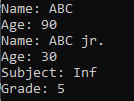 Name: ABC
Age: 90
Name: ABC jr.
Age: 30
Subject: Inf
Grade: 5